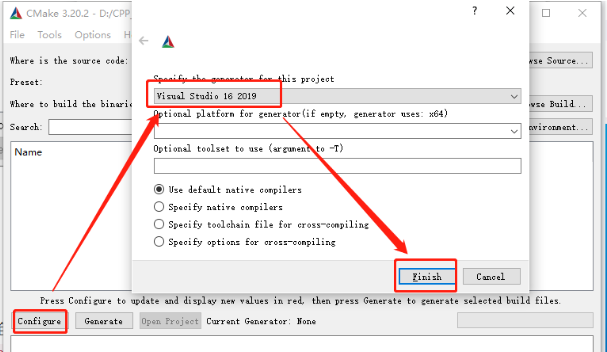 CMake 3.20.2 - D:/CPP_
File Tools Options H
Where is the source code:
wse Source...
Preset:
Where to build the binarie
wse Build...
Search:
nvironment...
Name
?
Specify the generator for this project
Visual Studio 16 2019
Optional platform for generator(if empty, generator uses: x64)
Optional toolset to use (argument to -T)
Use default native compilers
Specify native compilers
Specify toolchain file for cross-compiling
Specify options for cross-compiling
Finish
Cancel
Press Configure to update and display new values in red, then press Generate to generate selected build files.
Configure Generate Open Project Current Generator: None